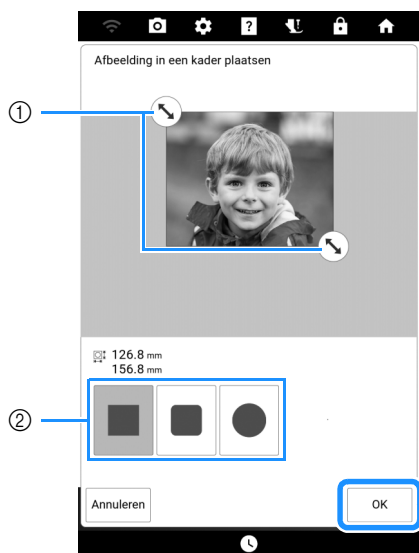 ?
Afbeelding in een kader plaatsen
①
126.8 mm
156.8 mm
②
Annuleren
OK